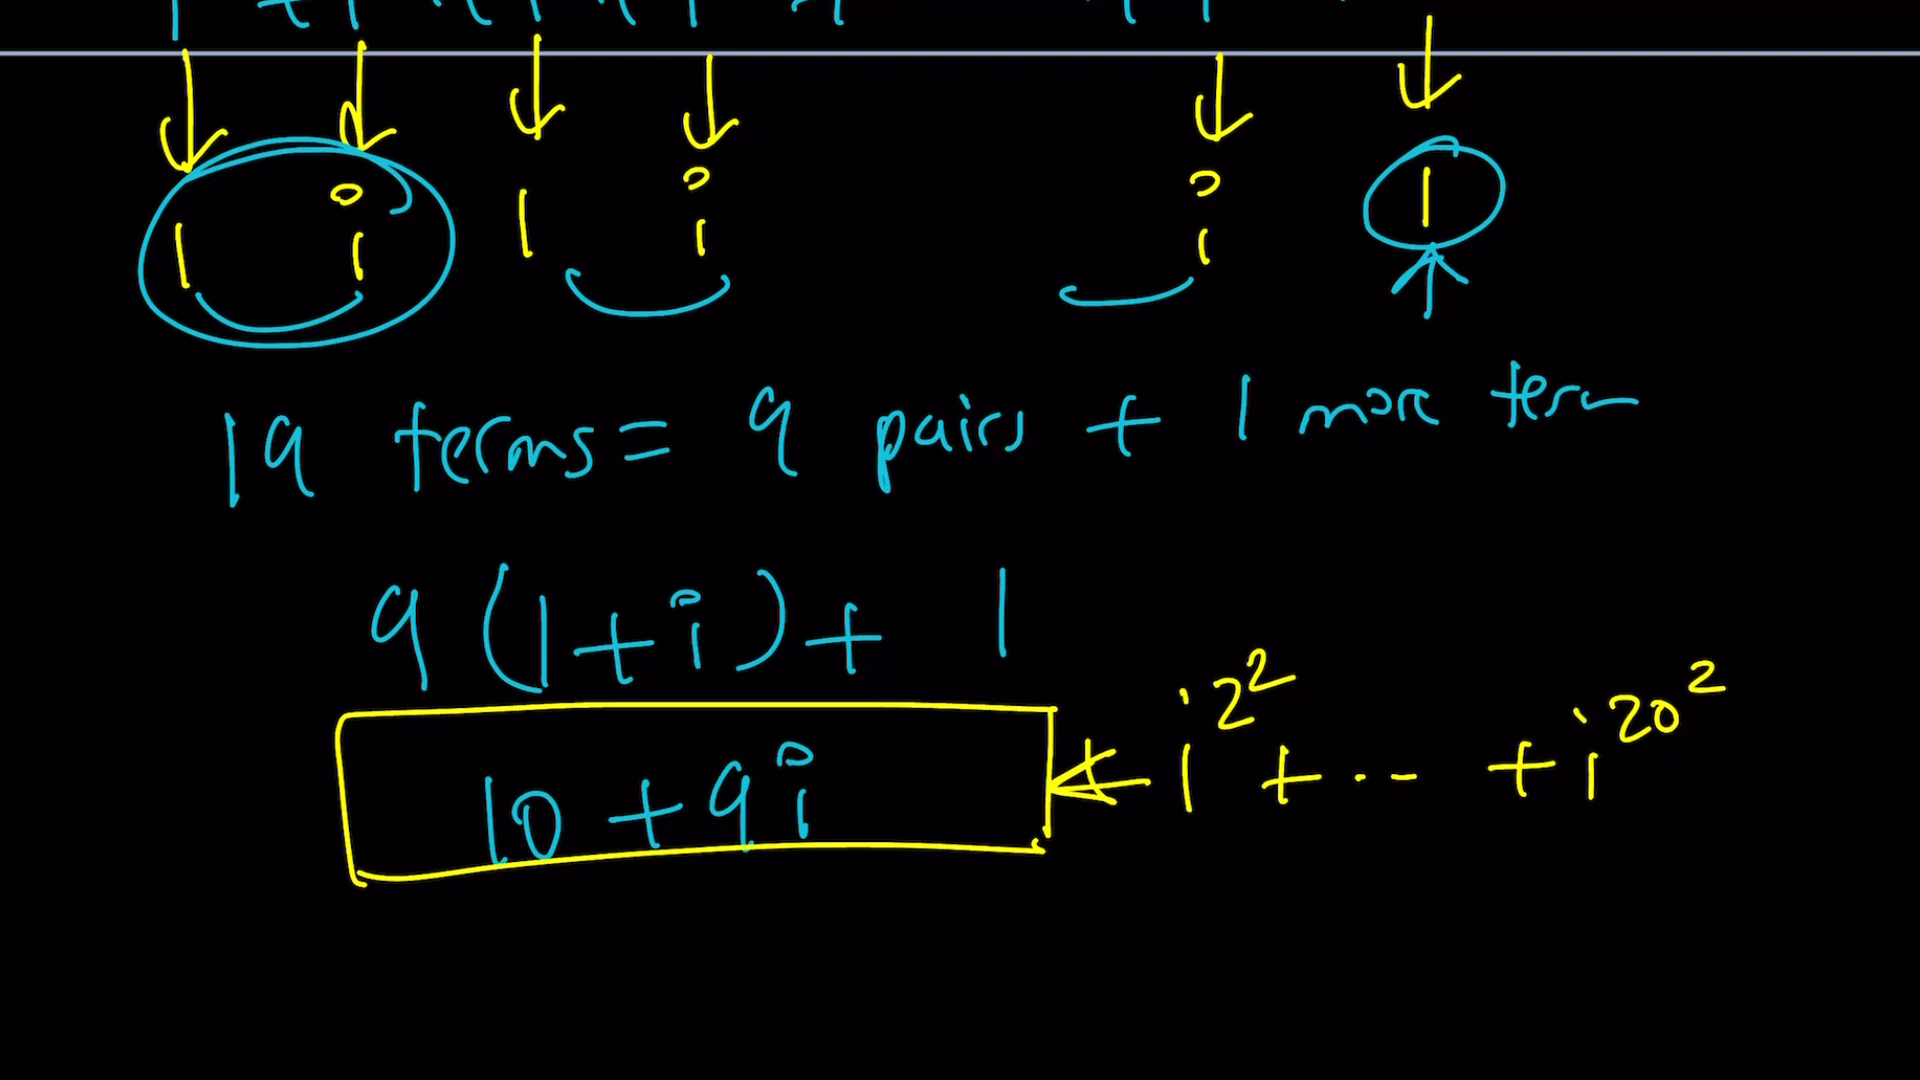 1 i 1 i i 1
19 terms = 9 pairs + 1 more term
9 (1+i) + 1
10 + 9i ← i^2^2 + ... + i^20^2